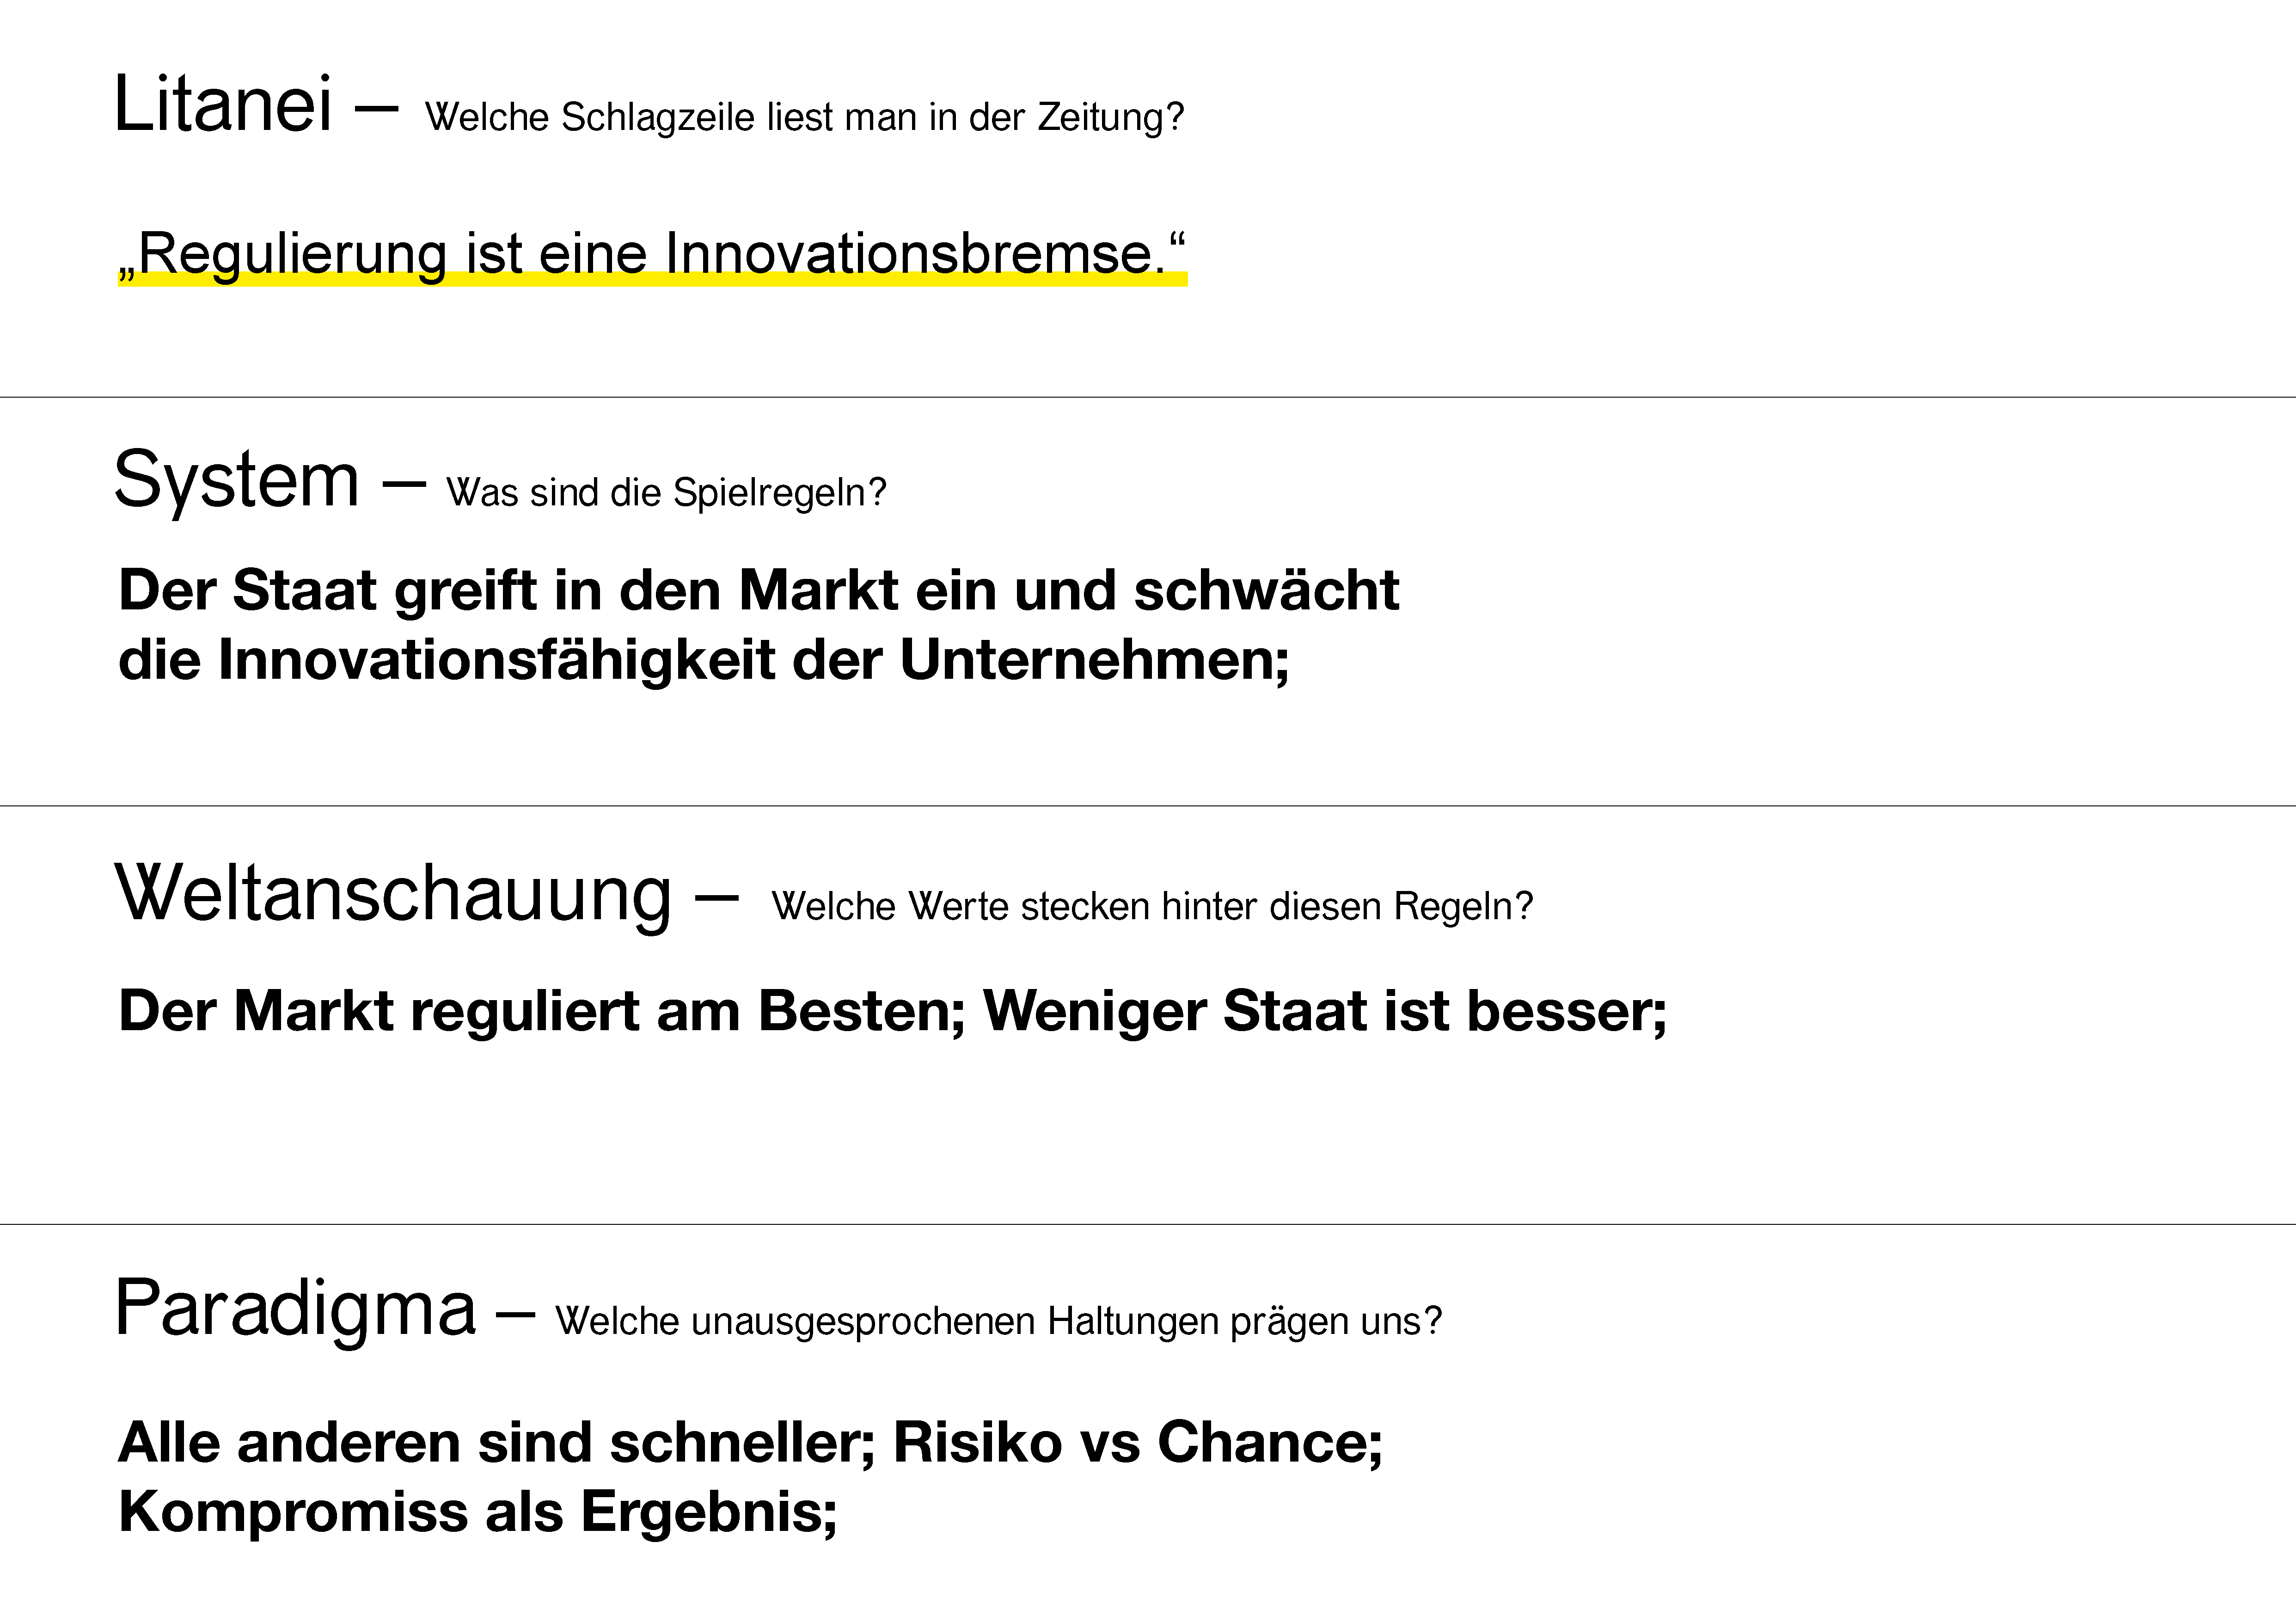 Litanei – Welche Schlagzeile liest man in der Zeitung?
„Regulierung ist eine Innovationsbremse.“
System – Was sind die Spielregeln?
Der Staat greift in den Markt ein und schwächt
die Innovationsfähigkeit der Unternehmen;
Weltanschauung – Welche Werte stecken hinter diesen Regeln?
Der Markt reguliert am Besten; Weniger Staat ist besser;
Paradigma – Welche unausgesprochenen Haltungen prägen uns?
Alle anderen sind schneller; Risiko vs Chance;
Kompromiss als Ergebnis;